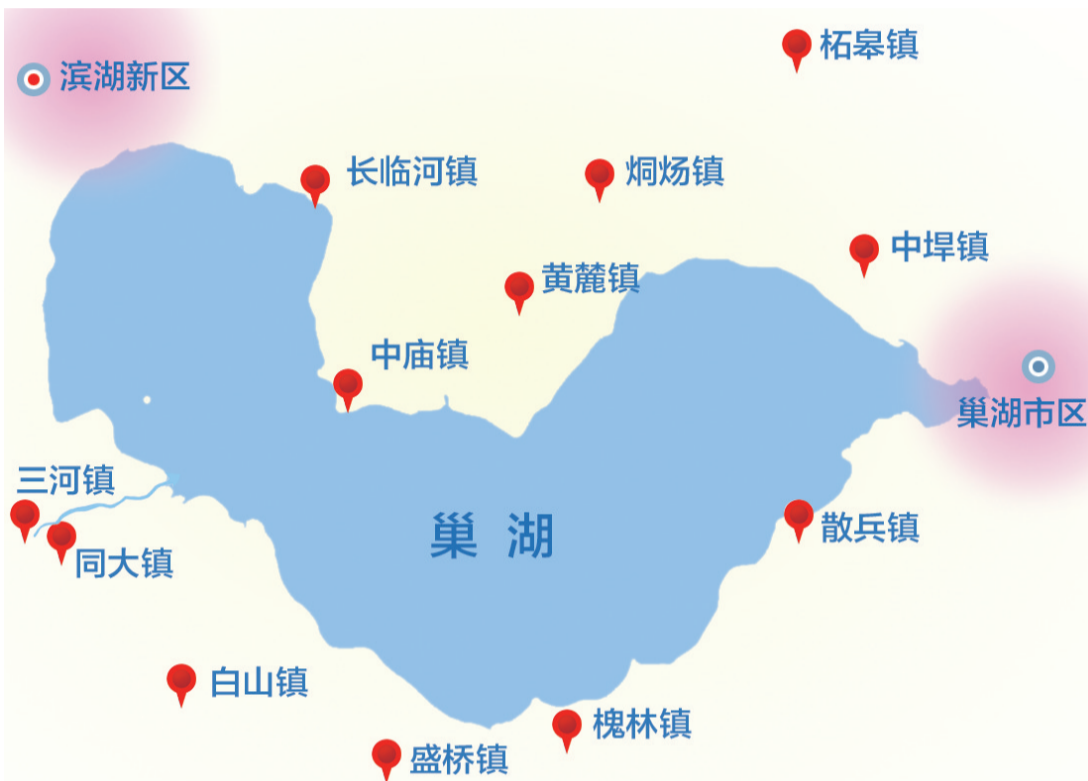 柘皋镇
滨湖新区
长临河镇
烔炀镇
中垾镇
黄麓镇
中庙镇
巢湖市区
三河镇
巢 湖
散兵镇
同大镇
白山镇
槐林镇
盛桥镇